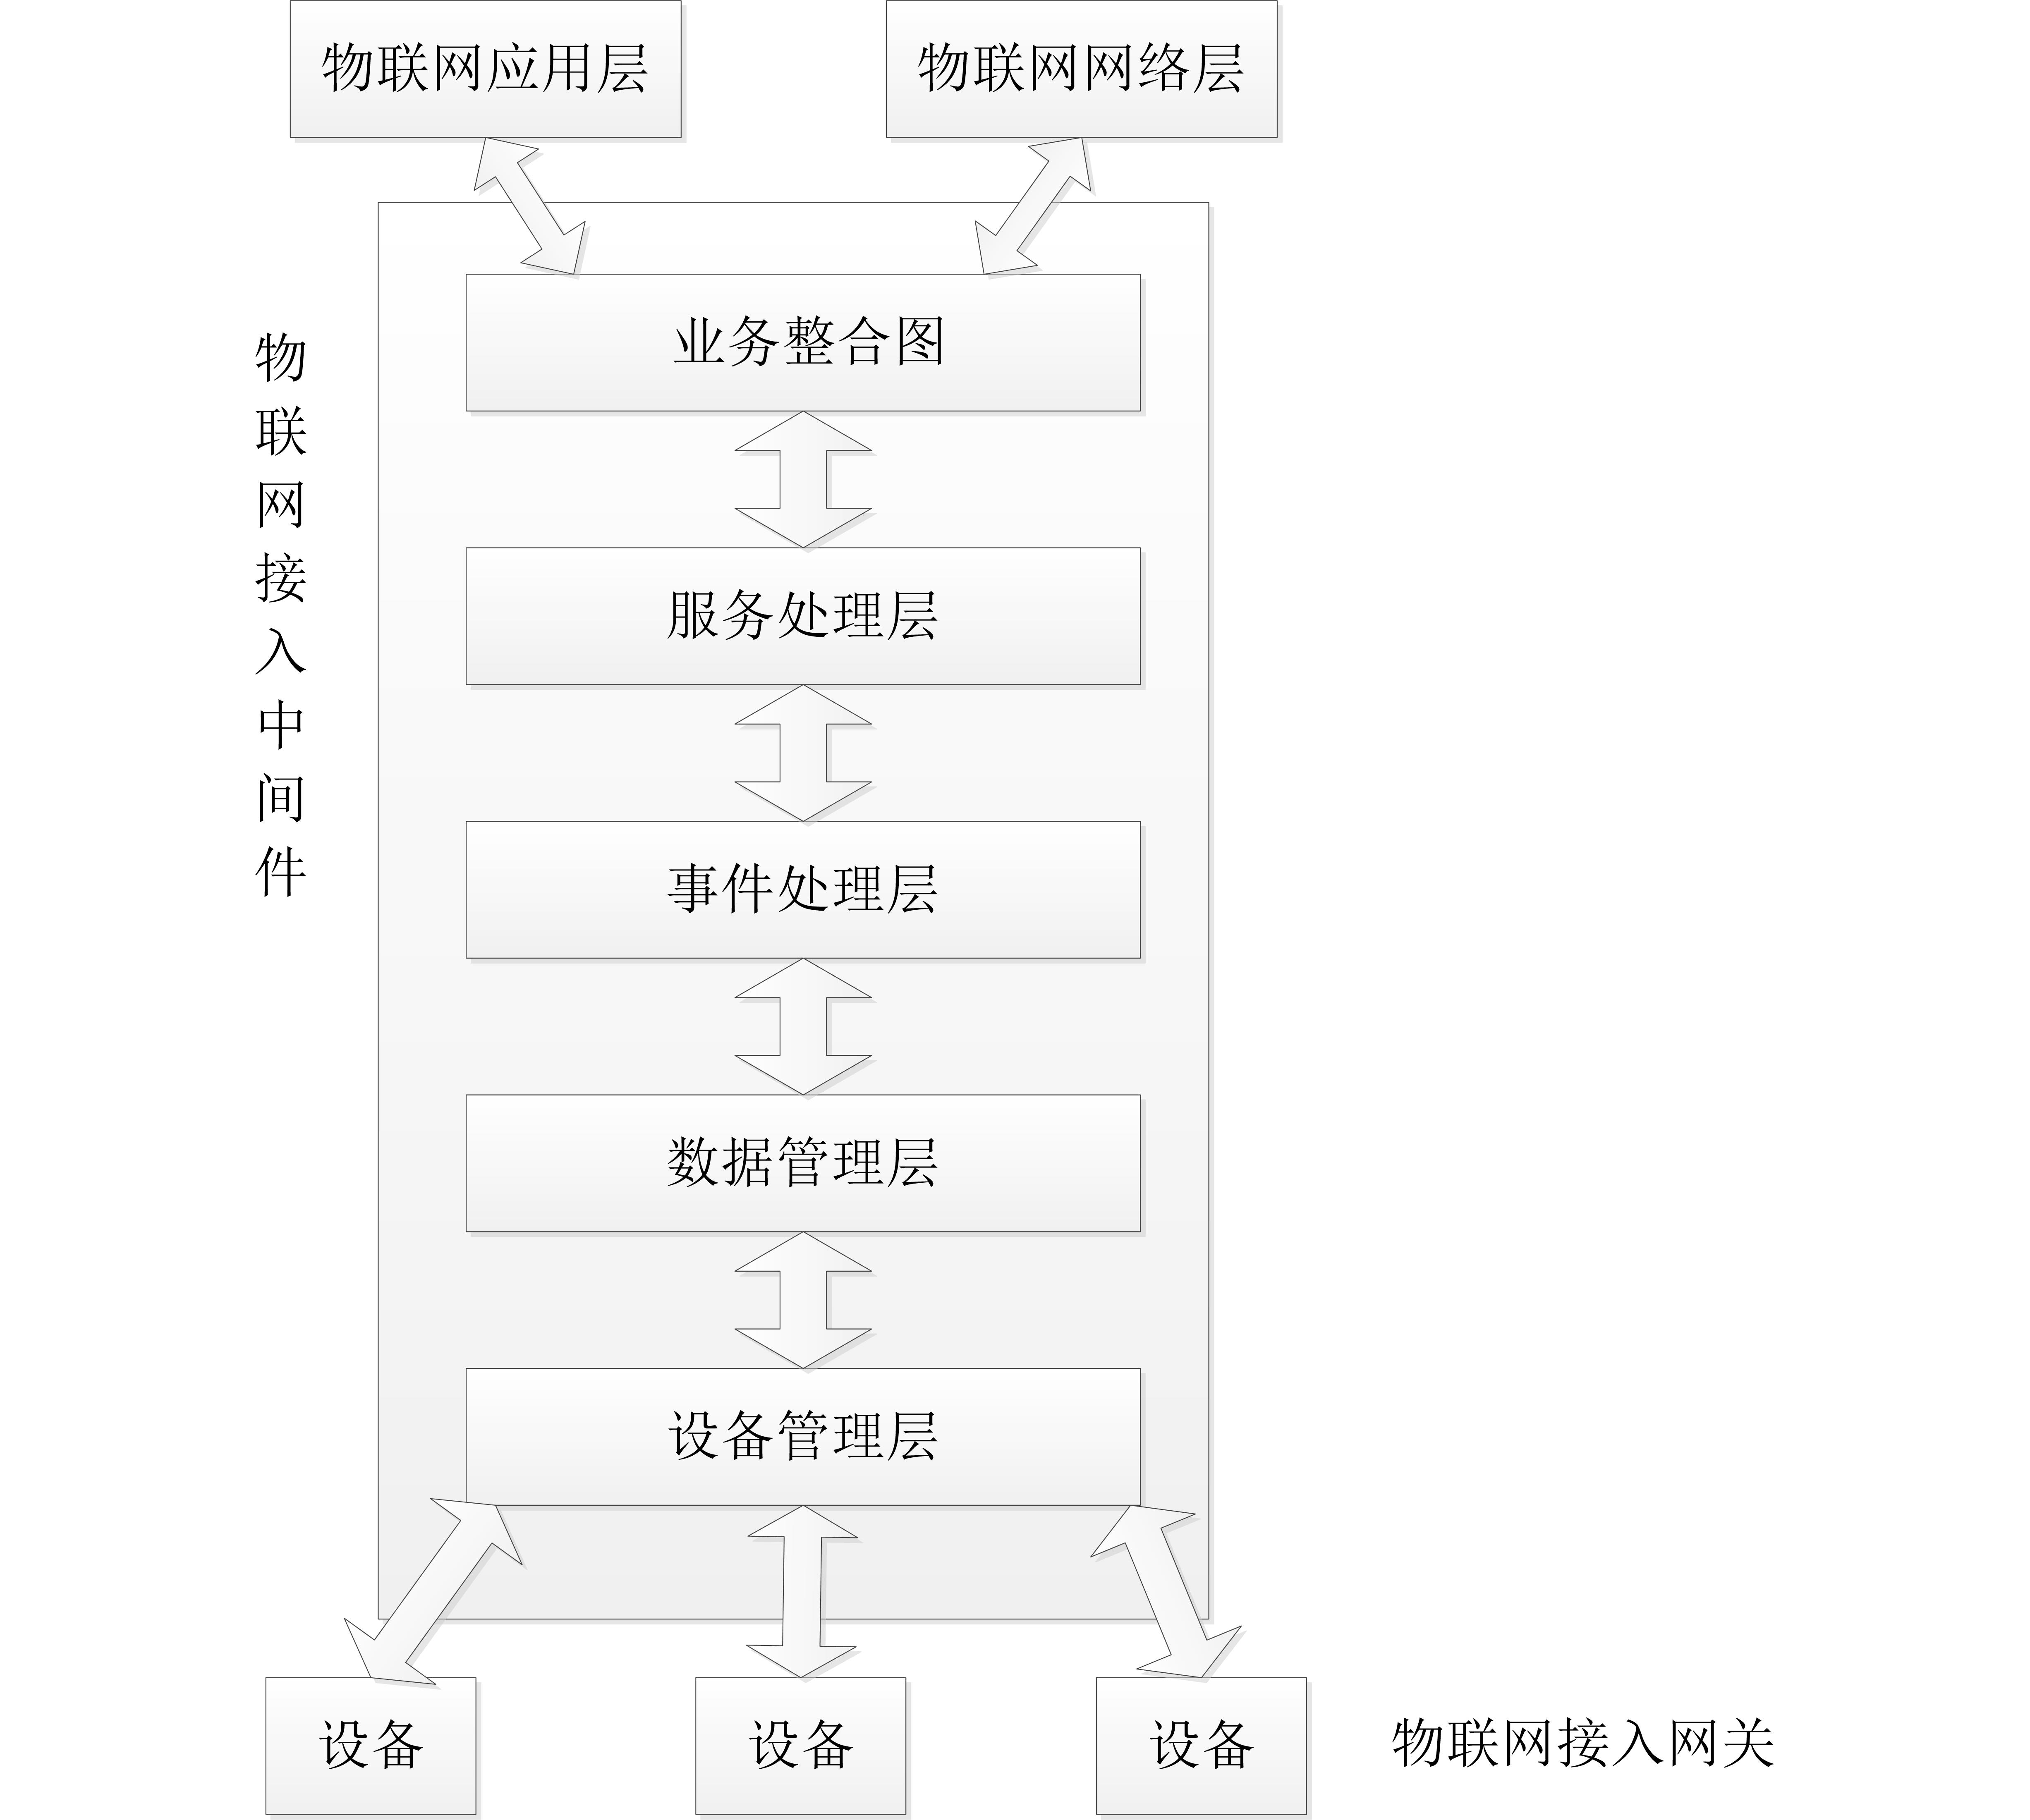 物联网应用层
物联网网络层
物联网接入中间件
业务整合图
服务处理层
事件处理层
数据管理层
设备管理层
设备
设备
设备
物联网接入网关